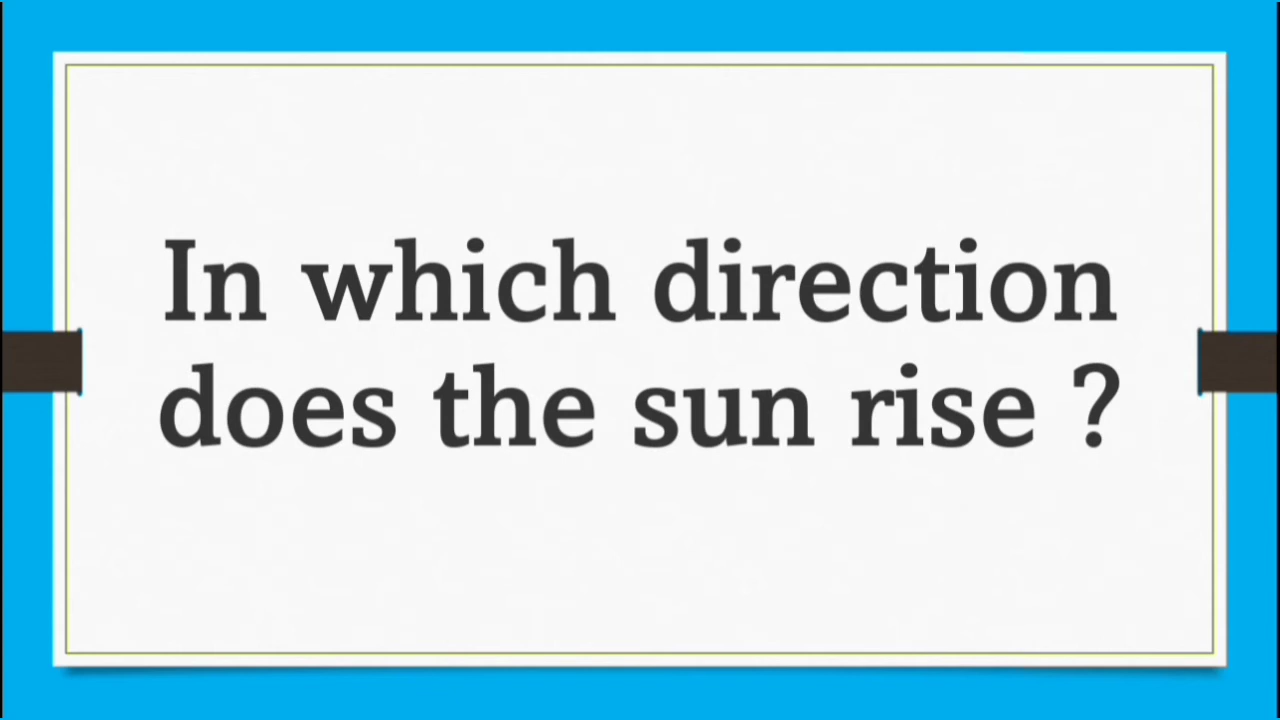 In which direction
does the sun rise ?